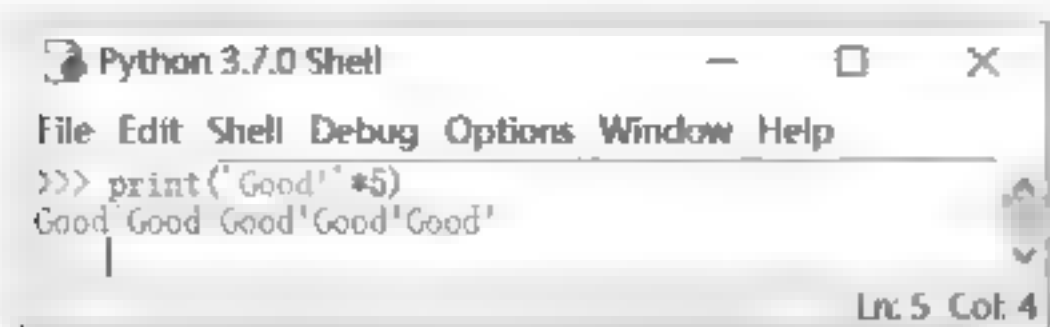 Python 3.7.0 Shell
File Edit Shell Debug Options Window Help
>>> print('Good' *5)
Good Good Good'Good'Good'
Ln: 5 Col: 4